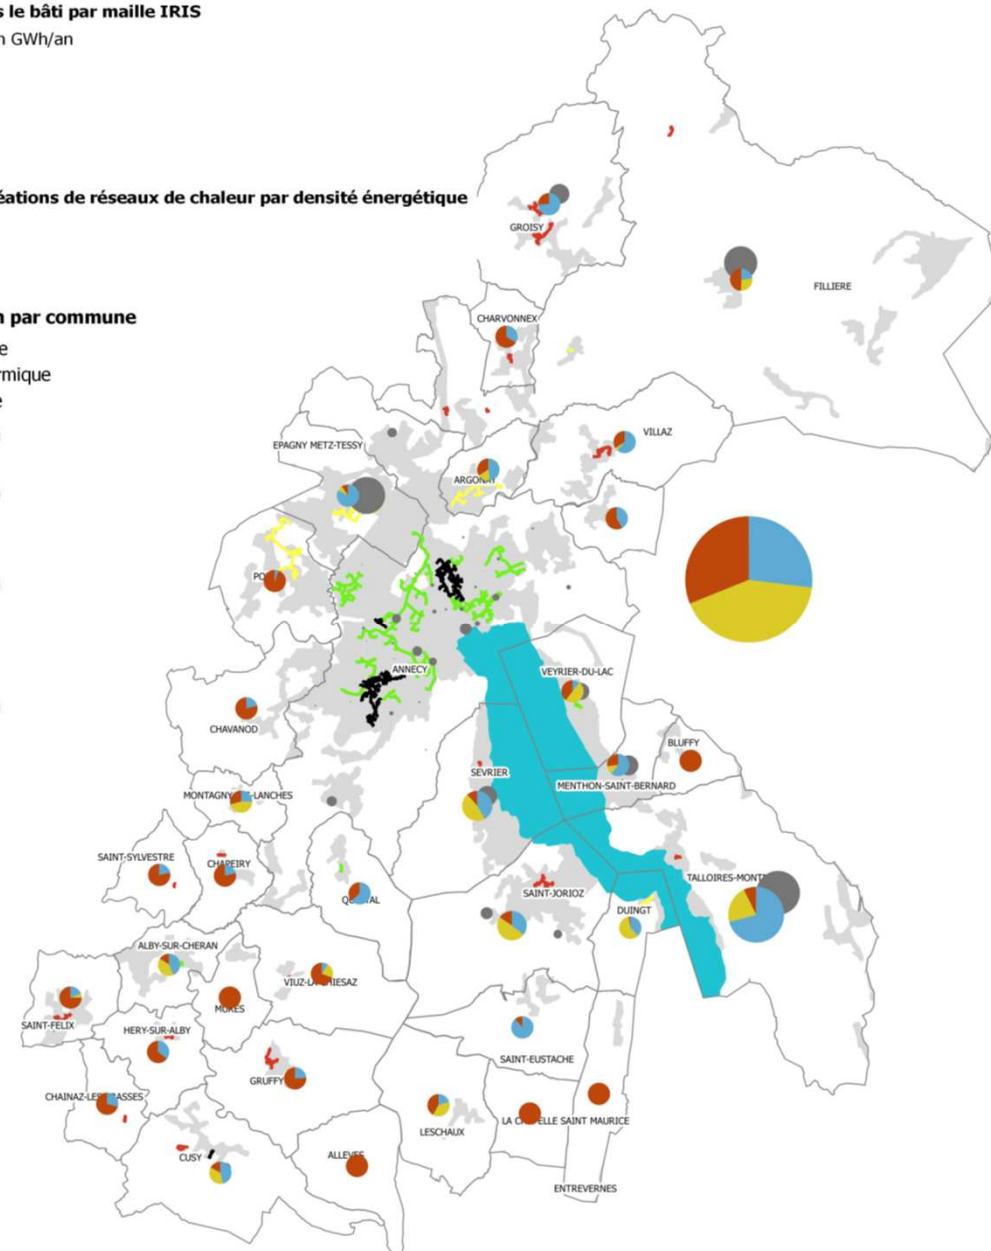 s le bâti par maille IRIS
n GWh/an
éations de réseaux de chaleur par densité énergétique
n par commune
e
rmique
e
GROISY
FILLIERE
CHARVONNEX
VILLAZ
EPAGNY METZ-TESSY
ANNECY
VEYRIER-DU-LAC
CHAVANOD
BLUFFY
SEVRIER
MENTHON-SAINT-BERNARD
MONTAGNY LANCHES
SAINT-SYLVESTRE
CHAPEIRY
TALLOIRES-MONT
SAINT-JORIOZ
DUINGT
ALBY-SUR-CHERAN
SAINT-FELIX
HERY-SUR-ALBY
SAINT-EUSTACHE
GRUFFY
LESCHAUX
SAINT MAURICE
CUSY
ENTREVERNES